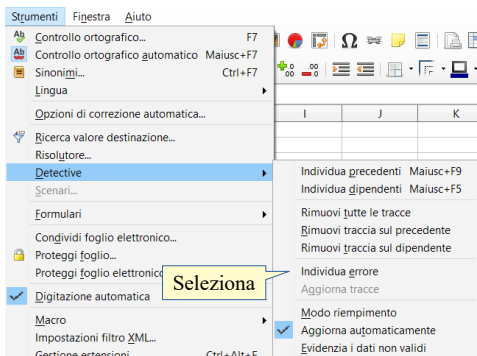 Strumenti Finestra Aiuto
Controllo ortografico... F7
Controllo ortografico automatico Maiusc+F7
Sinonimi... Ctrl+F7
Lingua
Opzioni di correzione automatica...
Ricerca valore destinazione...
Risolutore...
Detective
Scenari...
Formulari
Condividi foglio elettronico...
Proteggi foglio...
Proteggi foglio elettronico
Digitazione automatica
Macro
Impostazioni filtro XML...
Gestione estensioni... Ctrl+Alt+E
I J K
Individua precedenti Maiusc+F9
Individua dipendenti Maiusc+F5
Rimuovi tutte le tracce
Rimuovi traccia sul precedente
Rimuovi traccia sul dipendente
Individua errore
Aggiorna tracce
Modo riempimento
Aggiorna automaticamente
Evidenzia i dati non validi
Seleziona